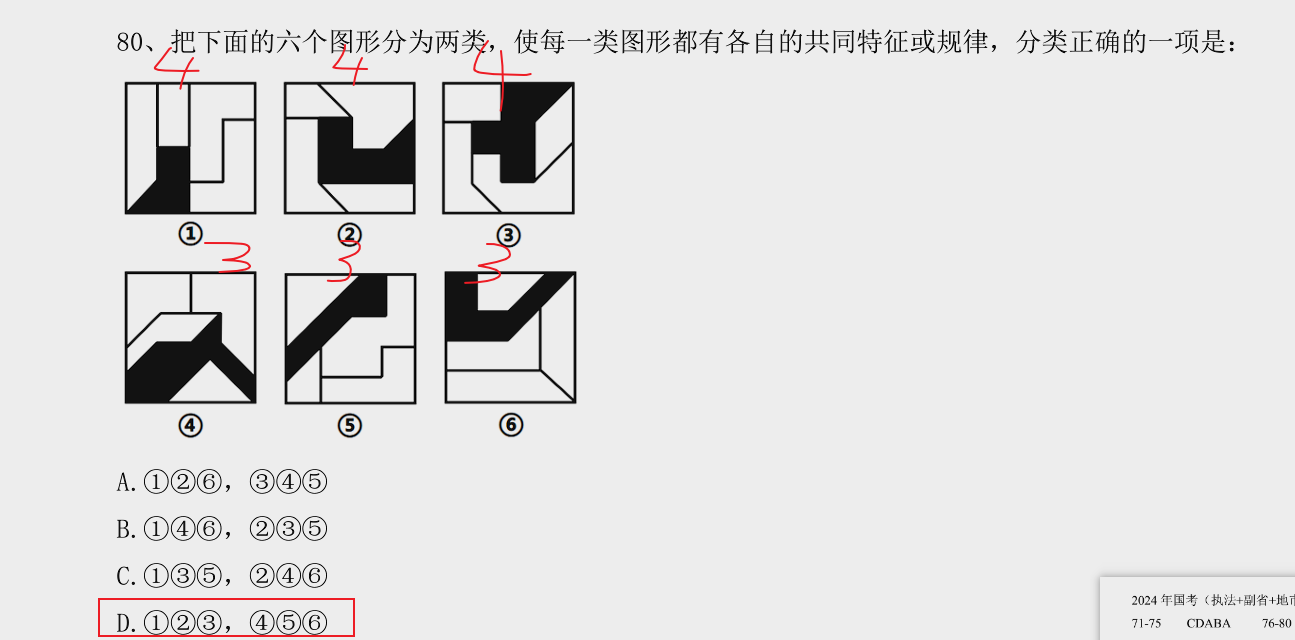 80、把下面的六个图形分为两类，使每一类图形都有各自的共同特征或规律，分类正确的一项是：
4 4 4
① ② ③
3 3 3
④ ⑤ ⑥
A.①②⑥，③④⑤
B.①④⑥，②③⑤
C.①③⑤，②④⑥
D.①②③，④⑤⑥
2024 年国考（执法+副省+地市
71-75 CDABA 76-80